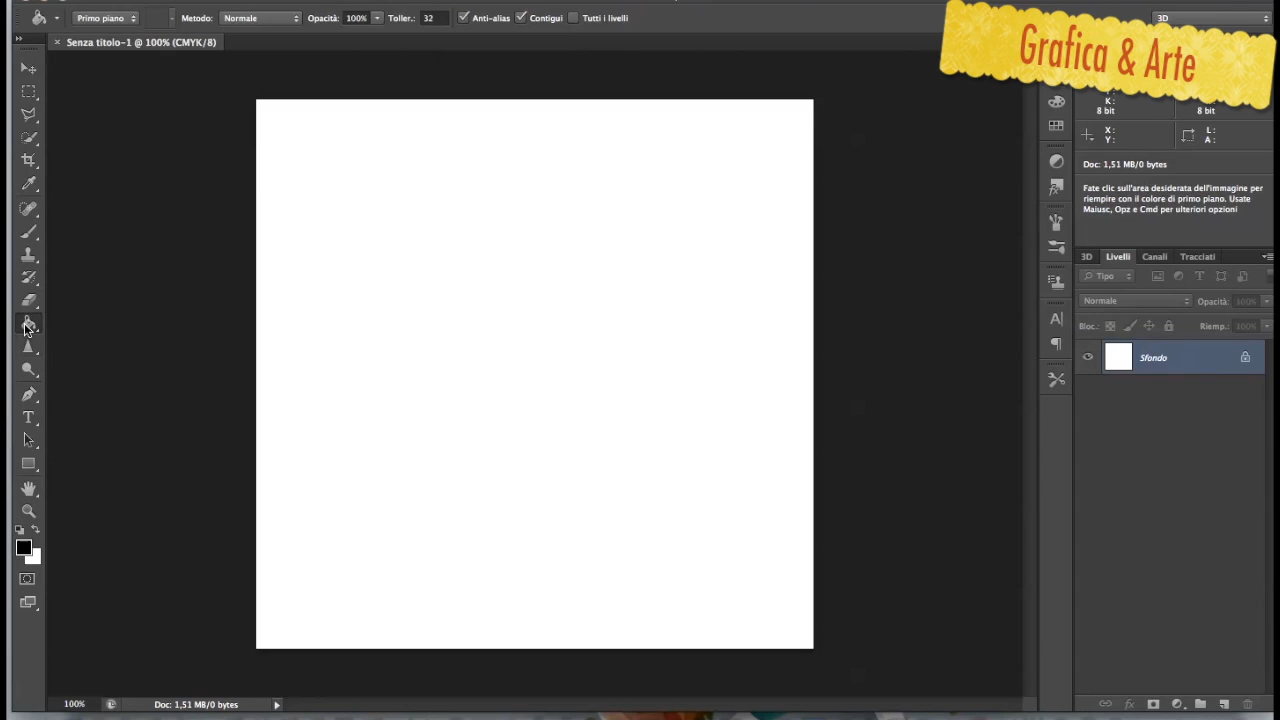 Primo piano
Metodo: Normale
Opacità: 100%
Toller.: 32
Anti-alias
Contigui
Tutti i livelli
3D
Grafica & Arte
× Senza titolo-1 @ 100% (CMYK/8)
K:
8 bit
8 bit
X:
Y:
L:
A:
Doc: 1,51 MB/0 bytes
Fate clic sull'area desiderata dell'immagine per
riempire con il colore di primo piano. Usate
Maiusc, Opz e Cmd per ulteriori opzioni
3D Livelli Canali Tracciati
Tipo
Normale
Opacità: 100%
Bloc.:
Riemp.: 100%
Sfondo
100%
Doc: 1,51 MB/0 bytes